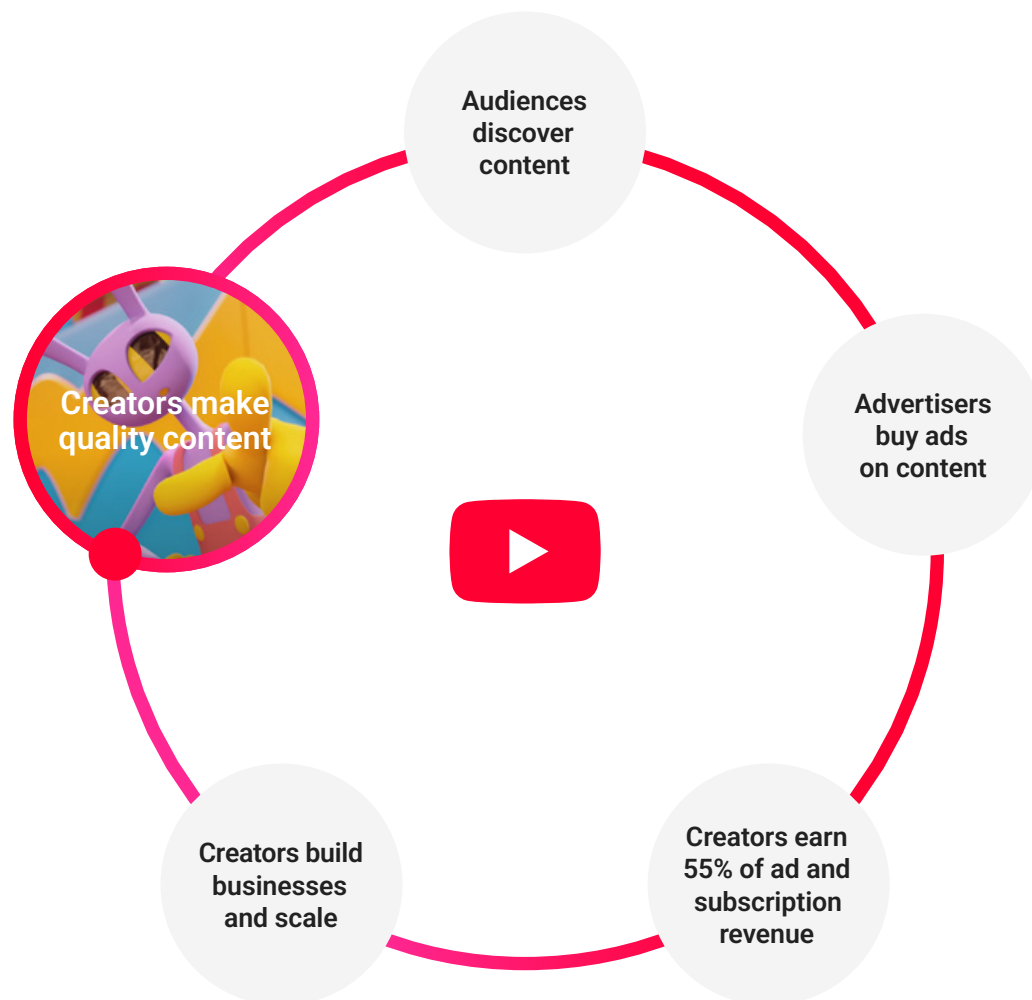 Audiences
discover
content
Creators make
quality content
Advertisers
buy ads
on content
Creators build
businesses
and scale
Creators earn
55% of ad and
subscription
revenue